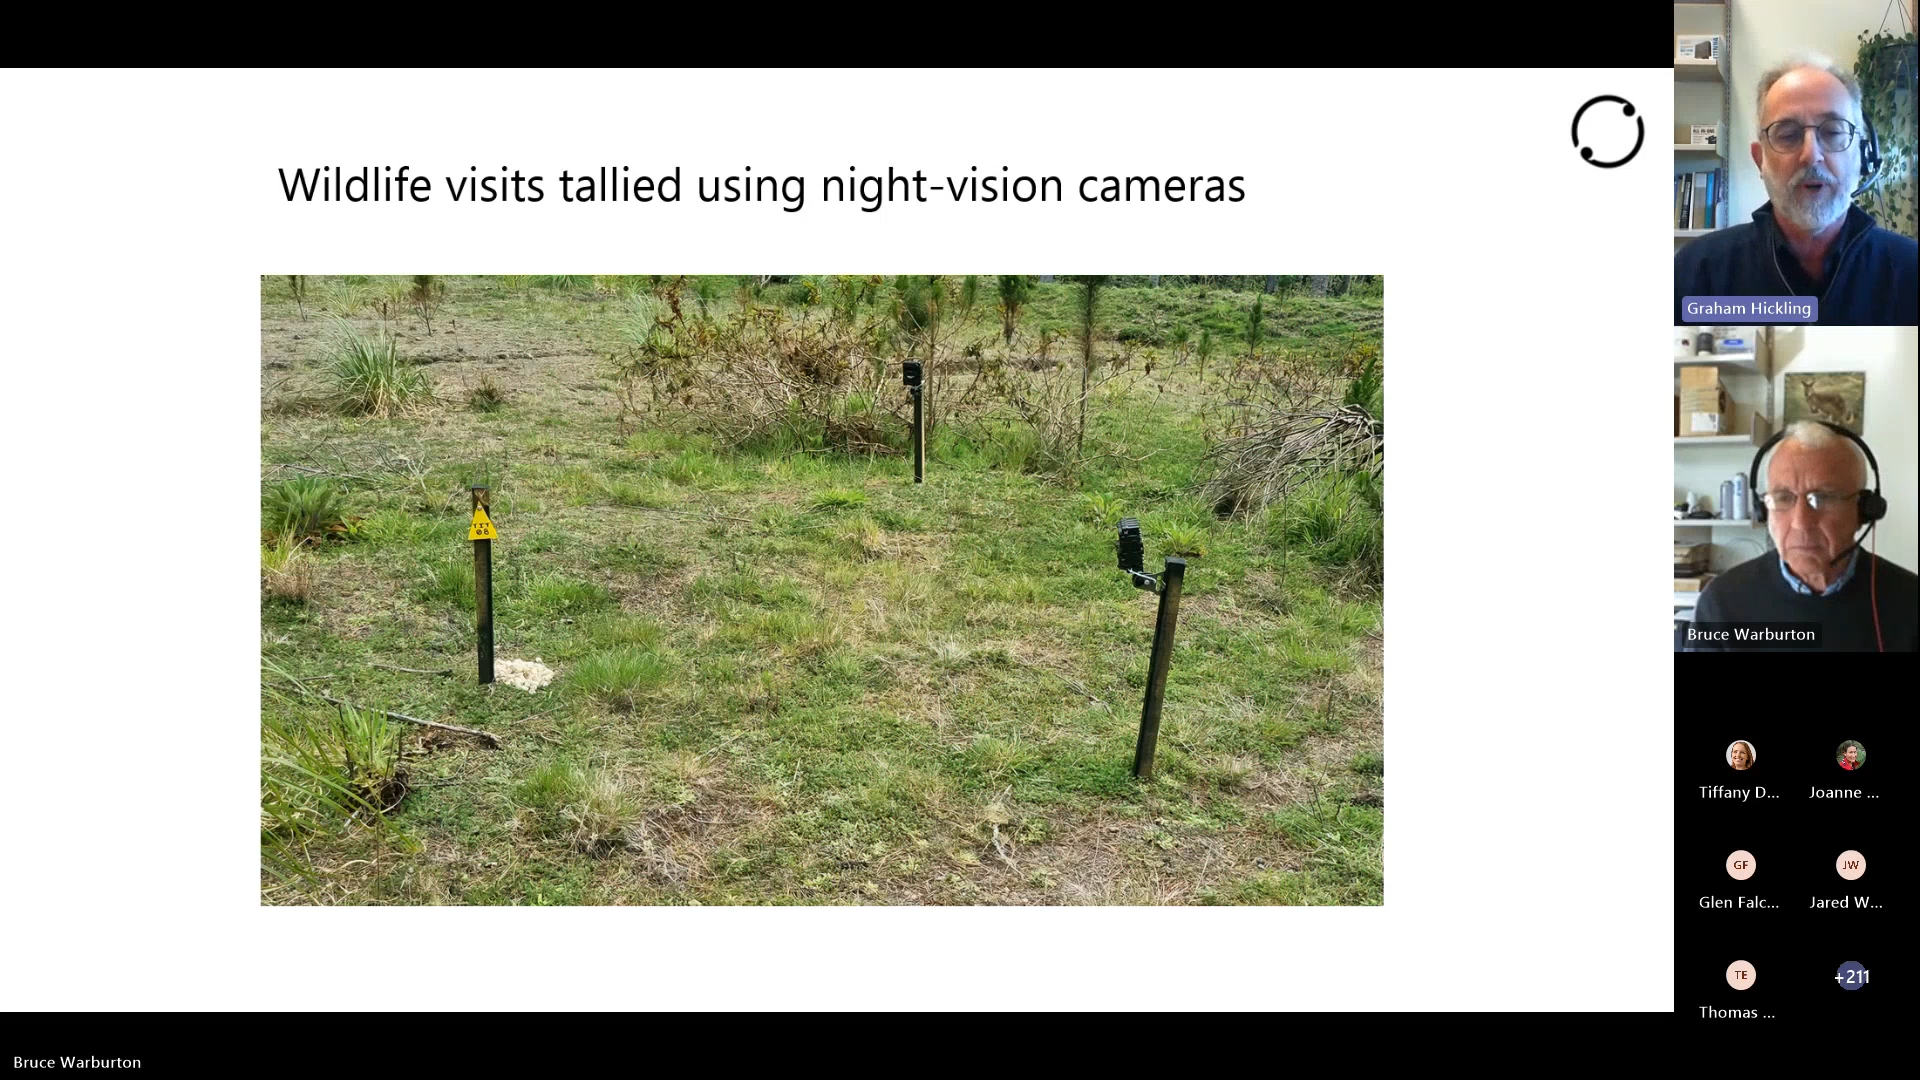 Wildlife visits tallied using night-vision cameras
Graham Hickling
Bruce Warburton
Tiffany D...
Joanne ...
GF
JW
Glen Falc...
Jared W...
TE
+211
Thomas ...
Bruce Warburton